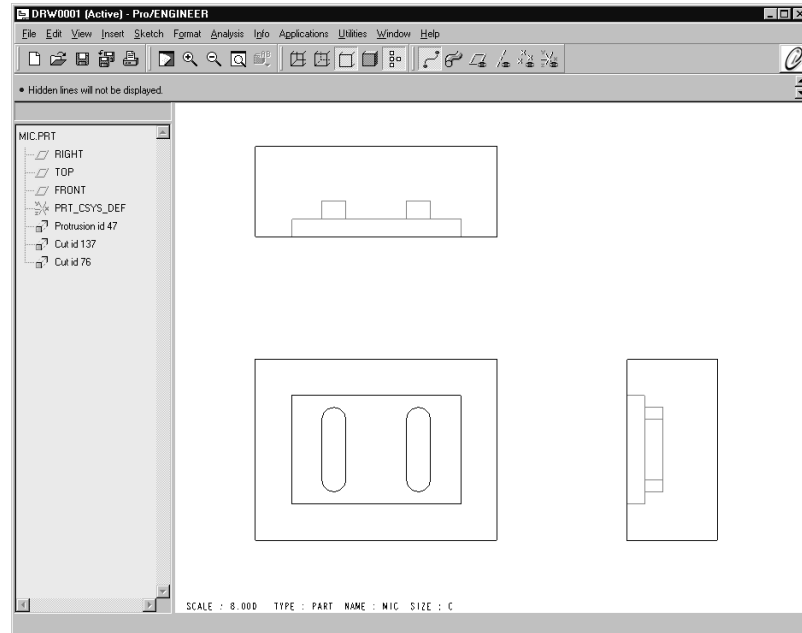 DRW0001 (Active) - Pro/ENGINEER
File Edit View Insert Sketch Format Analysis Info Applications Utilities Window Help
• Hidden lines will not be displayed.
MIC.PRT
RIGHT
TOP
FRONT
PRT_CSYS_DEF
Protrusion id 47
Cut id 137
Cut id 76
SCALE : 8.000 TYPE : PART NAME : MIC SIZE : C